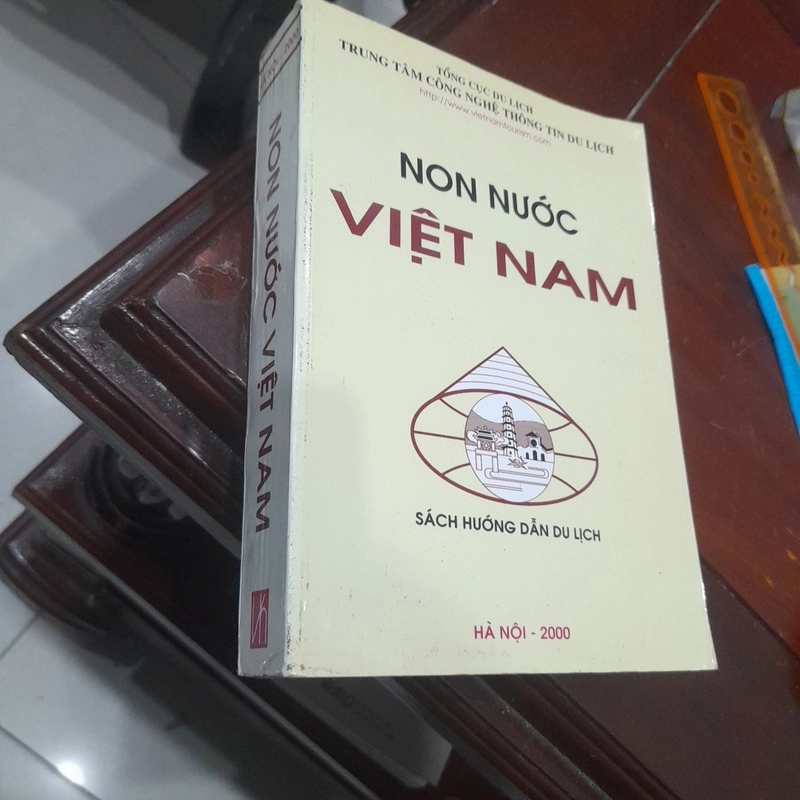 TỔNG CỤC DU LỊCH
TRUNG TÂM CÔNG NGHỆ THÔNG TIN DU LỊCH
http://www.vietnamtourism.com
NON NƯỚC
VIỆT NAM
SÁCH HƯỚNG DẪN DU LỊCH
HÀ NỘI - 2000
NON NƯỚC VIỆT NAM